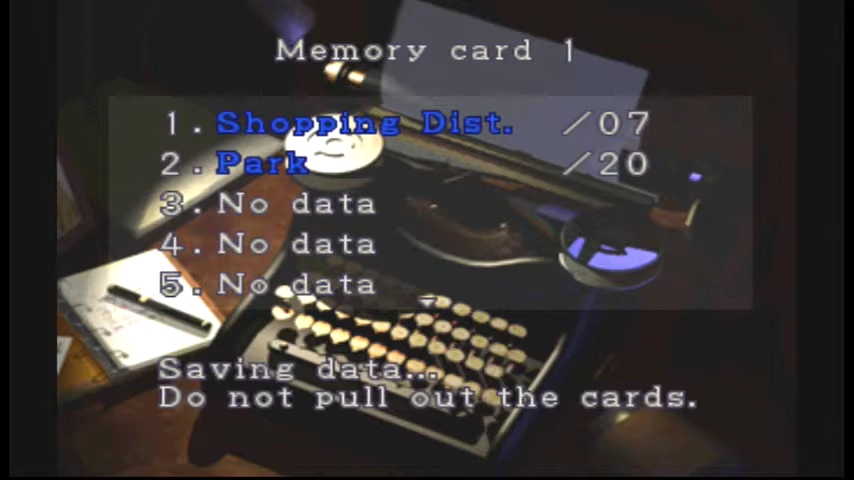 Memory card 1
1. Shopping Dist. /07
2. Park /20
3. No data
4. No data
5. No data
Saving data...
Do not pull out the cards.